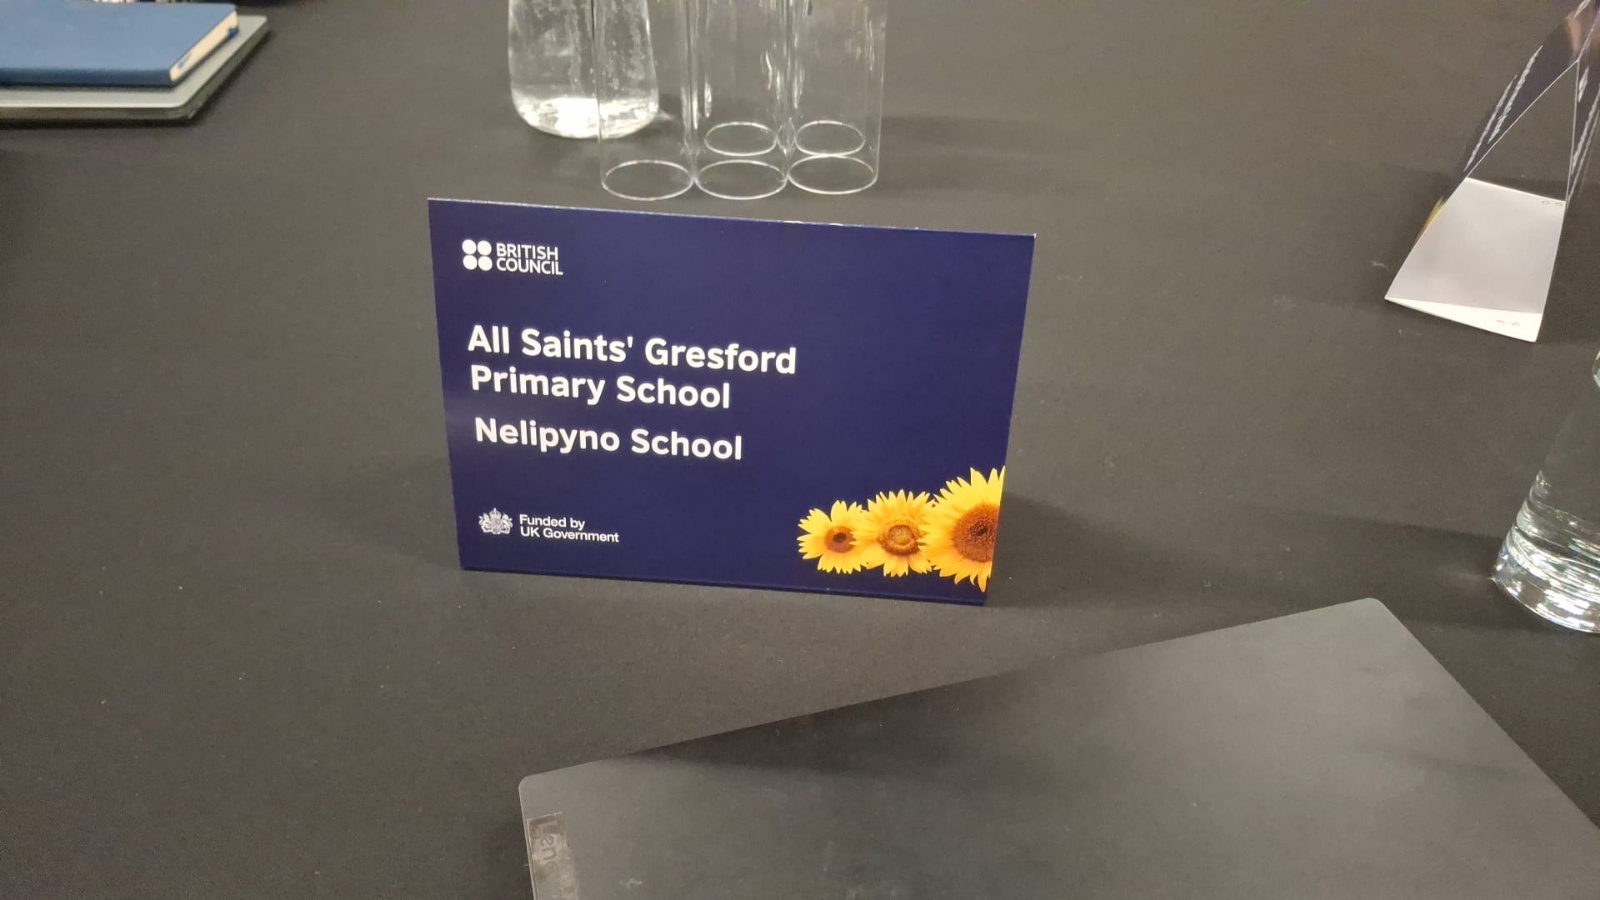 BRITISH
COUNCIL
All Saints' Gresford
Primary School
Nelipyno School
Funded by
UK Government